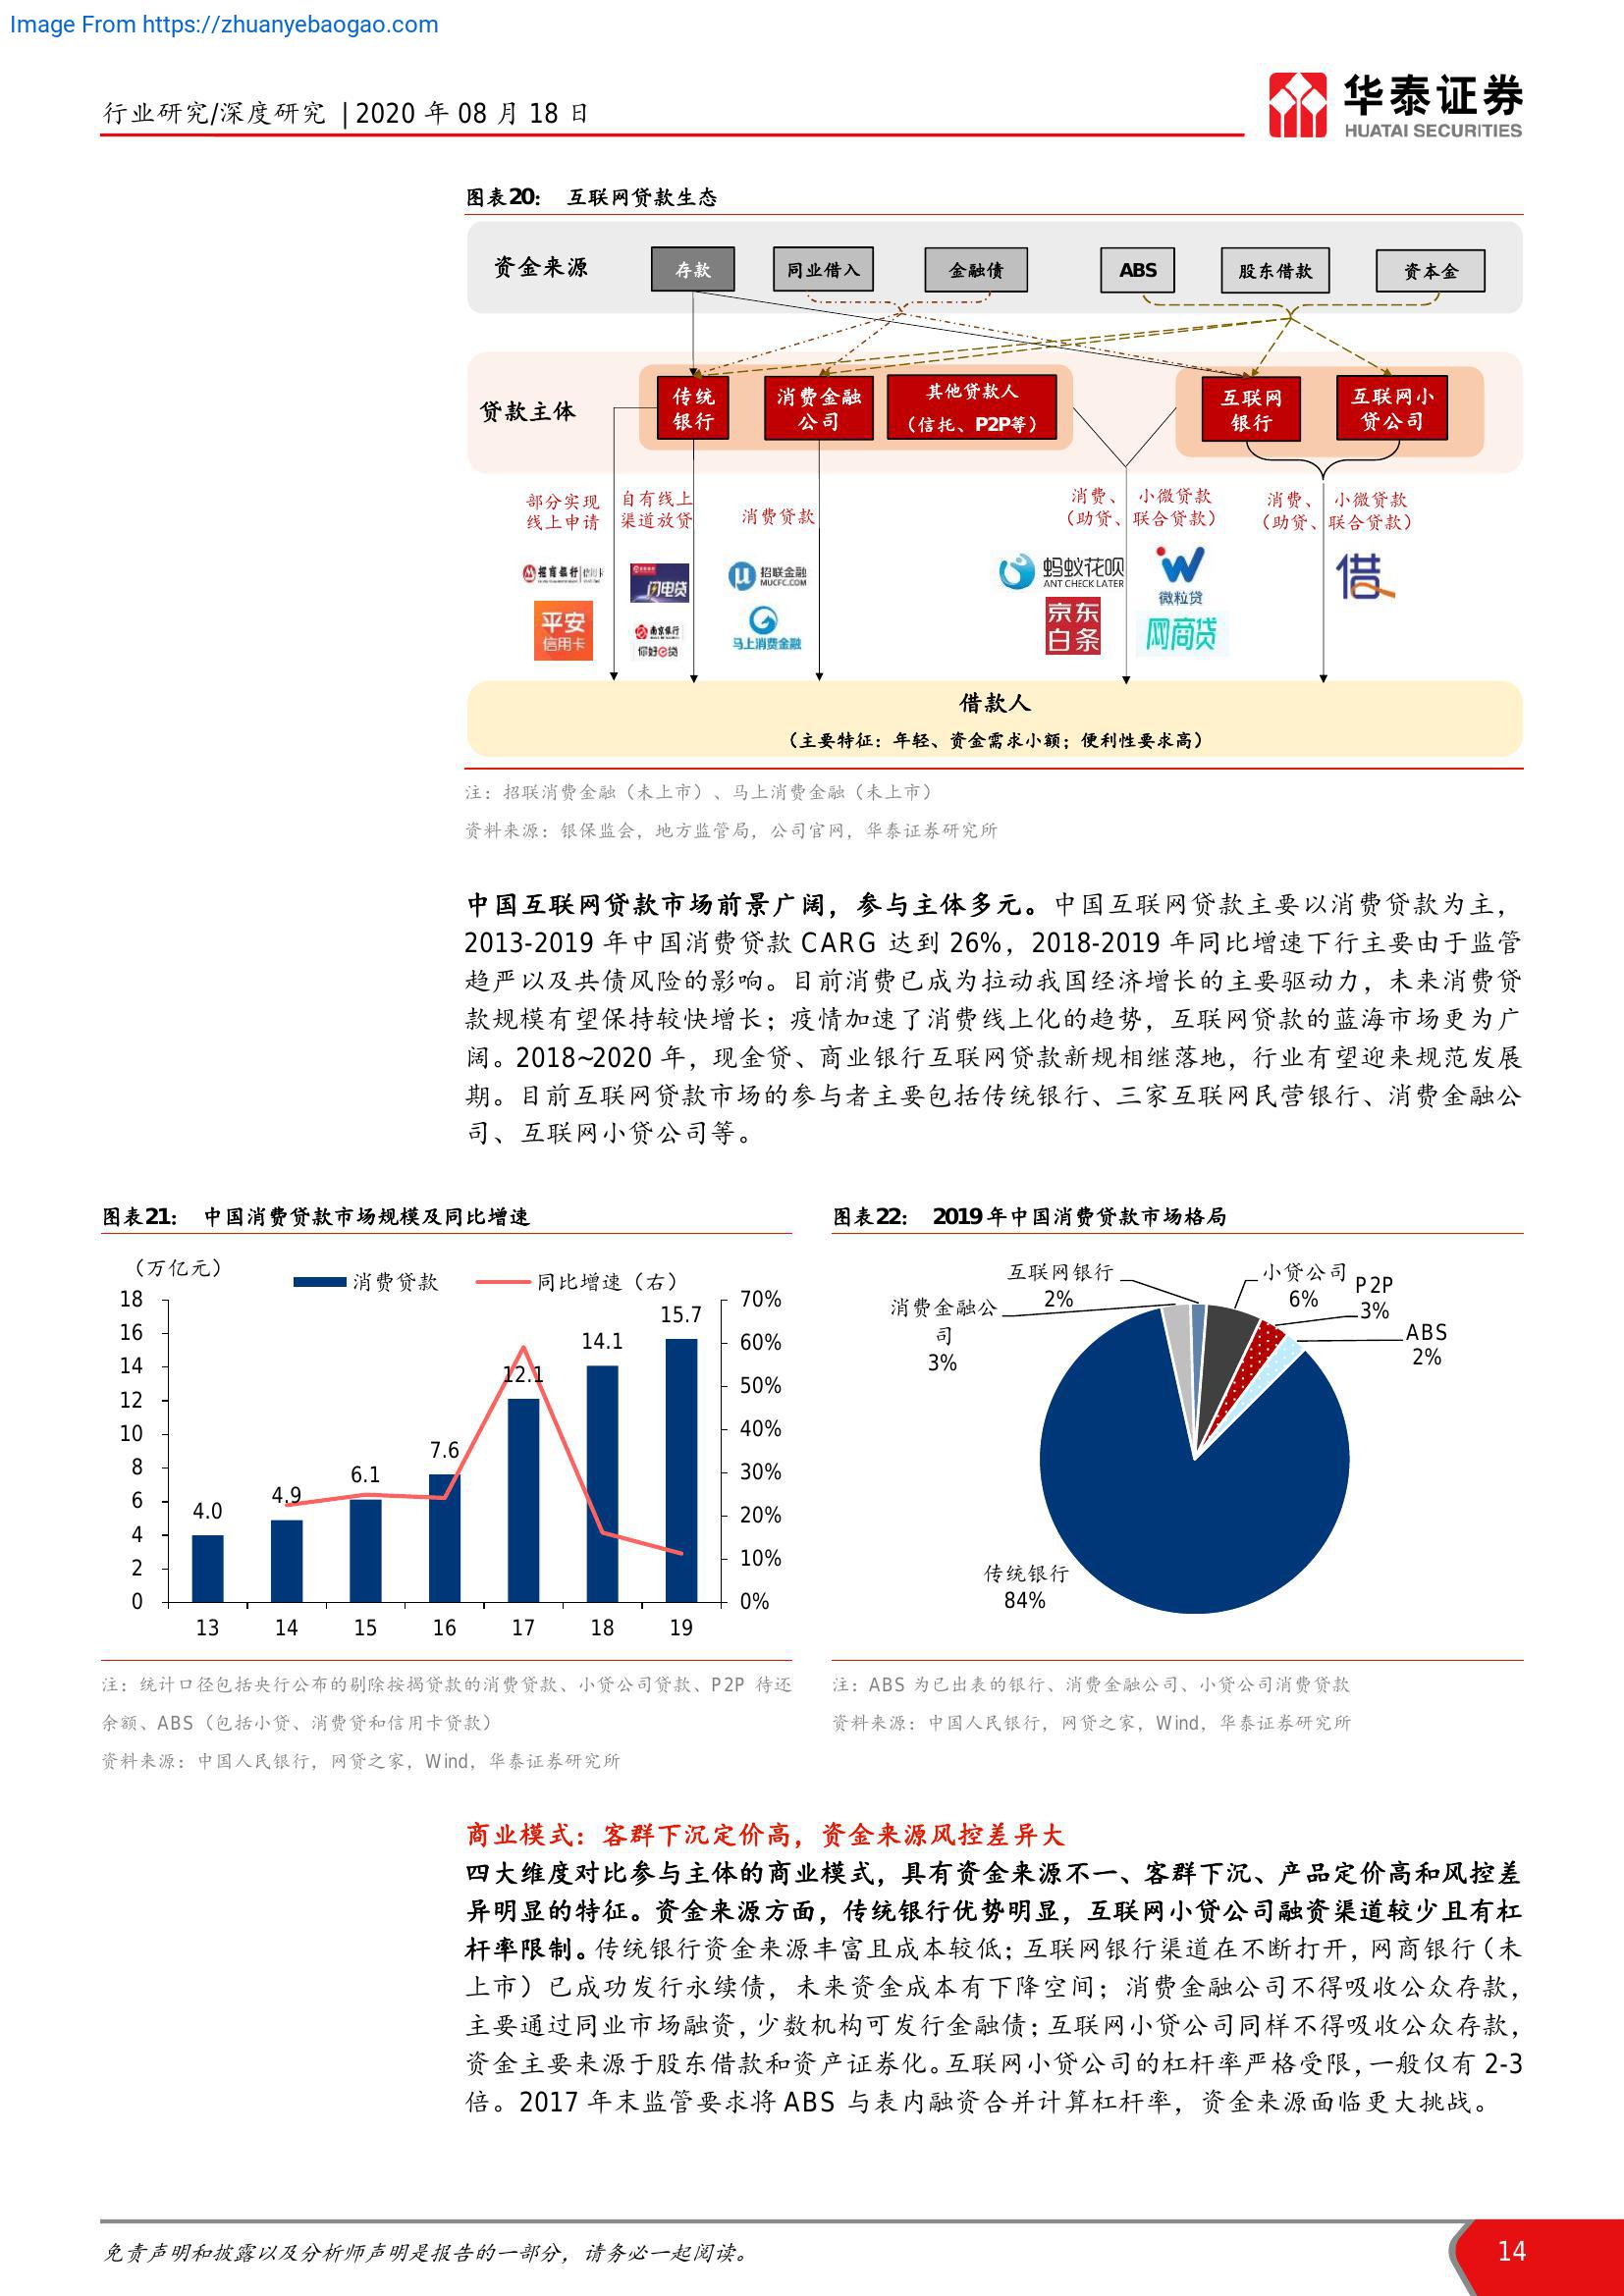 Image From https://zhuanyebaogao.com
行业研究/深度研究 | 2020 年 08 月 18 日
华泰证券
HUATAI SECURITIES
图表20： 互联网贷款生态
资金来源
存款
同业借入
金融债
ABS
股东借款
资本金
贷款主体
传统
银行
消费金融
公司
其他贷款人
（信托、P2P等）
互联网
银行
互联网小
贷公司
部分实现
线上申请
自有线上
渠道放贷
消费贷款
消费、 小微贷款
（助贷、联合贷款）
消费、 小微贷款
（助贷、联合贷款）
招商银行|信用卡
平安
信用卡
闪电贷
南京银行
你好e贷
招联金融
MUCFC.COM
马上消费金融
蚂蚁花呗
ANT CHECK LATER
京东
白条
微粒贷
网商贷
借
借款人
（主要特征：年轻、资金需求小额；便利性要求高）
注：招联消费金融（未上市）、马上消费金融（未上市）
资料来源：银保监会，地方监管局，公司官网，华泰证券研究所
中国互联网贷款市场前景广阔，参与主体多元。中国互联网贷款主要以消费贷款为主，
2013-2019 年中国消费贷款 CARG 达到 26%，2018-2019 年同比增速下行主要由于监管
趋严以及共债风险的影响。目前消费已成为拉动我国经济增长的主要驱动力，未来消费贷
款规模有望保持较快增长；疫情加速了消费线上化的趋势，互联网贷款的蓝海市场更为广
阔。2018~2020 年，现金贷、商业银行互联网贷款新规相继落地，行业有望迎来规范发展
期。目前互联网贷款市场的参与者主要包括传统银行、三家互联网民营银行、消费金融公
司、互联网小贷公司等。
图表21： 中国消费贷款市场规模及同比增速
（万亿元）
消费贷款
同比增速（右）
18
16
14
12
10
8
6
4
2
0
4.0
4.9
6.1
7.6
12.1
14.1
15.7
70%
60%
50%
40%
30%
20%
10%
0%
13 14 15 16 17 18 19
注：统计口径包括央行公布的剔除按揭贷款的消费贷款、小贷公司贷款、P2P 待还
余额、ABS（包括小贷、消费贷和信用卡贷款）
资料来源：中国人民银行，网贷之家，Wind，华泰证券研究所
图表22： 2019年中国消费贷款市场格局
互联网银行
2%
小贷公司
6%
P2P
3%
消费金融公
司
3%
ABS
2%
传统银行
84%
注：ABS 为已出表的银行、消费金融公司、小贷公司消费贷款
资料来源：中国人民银行，网贷之家，Wind，华泰证券研究所
商业模式：客群下沉定价高，资金来源风控差异大
四大维度对比参与主体的商业模式，具有资金来源不一、客群下沉、产品定价高和风控差
异明显的特征。资金来源方面，传统银行优势明显，互联网小贷公司融资渠道较少且有杠
杆率限制。传统银行资金来源丰富且成本较低；互联网银行渠道在不断打开，网商银行（未
上市）已成功发行永续债，未来资金成本有下降空间；消费金融公司不得吸收公众存款，
主要通过同业市场融资，少数机构可发行金融债；互联网小贷公司同样不得吸收公众存款，
资金主要来源于股东借款和资产证券化。互联网小贷公司的杠杆率严格受限，一般仅有 2-3
倍。2017 年末监管要求将 ABS 与表内融资合并计算杠杆率，资金来源面临更大挑战。
免责声明和披露以及分析师声明是报告的一部分，请务必一起阅读。
14